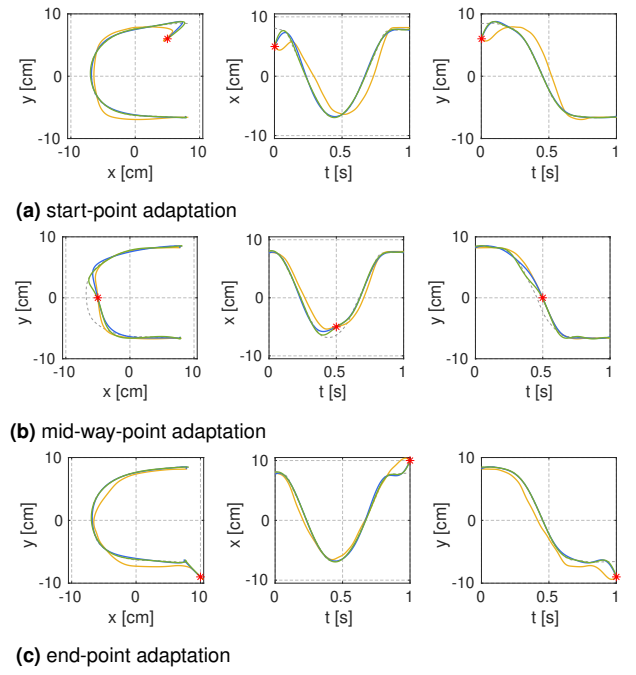 10
0
-10
y [cm]
-10 0 10
x [cm]
10
0
-10
x [cm]
0 0.5 1
t [s]
10
0
-10
y [cm]
0 0.5 1
t [s]
(a) start-point adaptation
10
0
-10
y [cm]
-10 0 10
x [cm]
10
0
-10
x [cm]
0 0.5 1
t [s]
10
0
-10
y [cm]
0 0.5 1
t [s]
(b) mid-way-point adaptation
10
0
-10
y [cm]
-10 0 10
x [cm]
10
0
-10
x [cm]
0 0.5 1
t [s]
10
0
-10
y [cm]
0 0.5 1
t [s]
(c) end-point adaptation